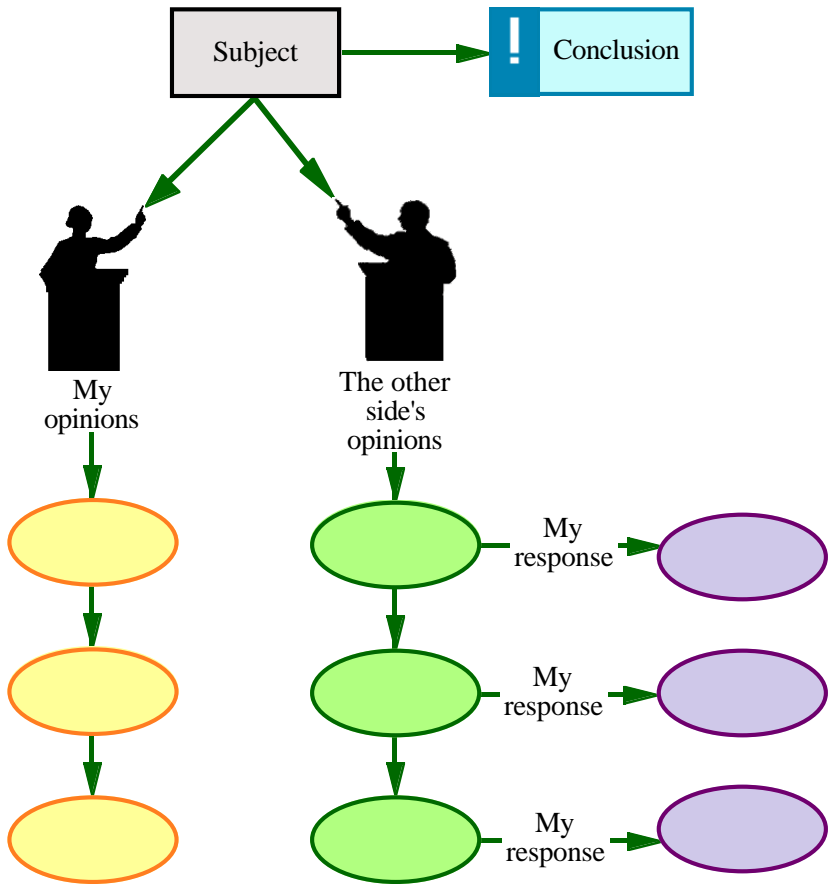 Subject
!
Conclusion
My
opinions
The other
side's
opinions
My
response
My
response
My
response